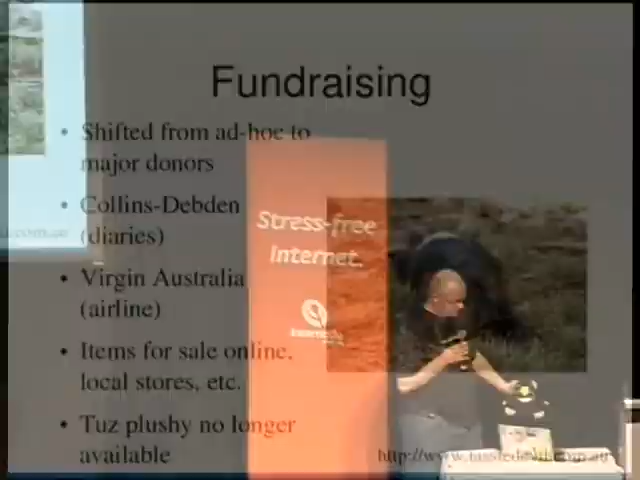 Fundraising
• Shifted from ad-hoc to
major donors
• Collins-Debden
(diaries)
• Virgin Australia
(airline)
• Items for sale online,
local stores, etc.
• Tuz plushy no longer
available
Stress-free
Internet.